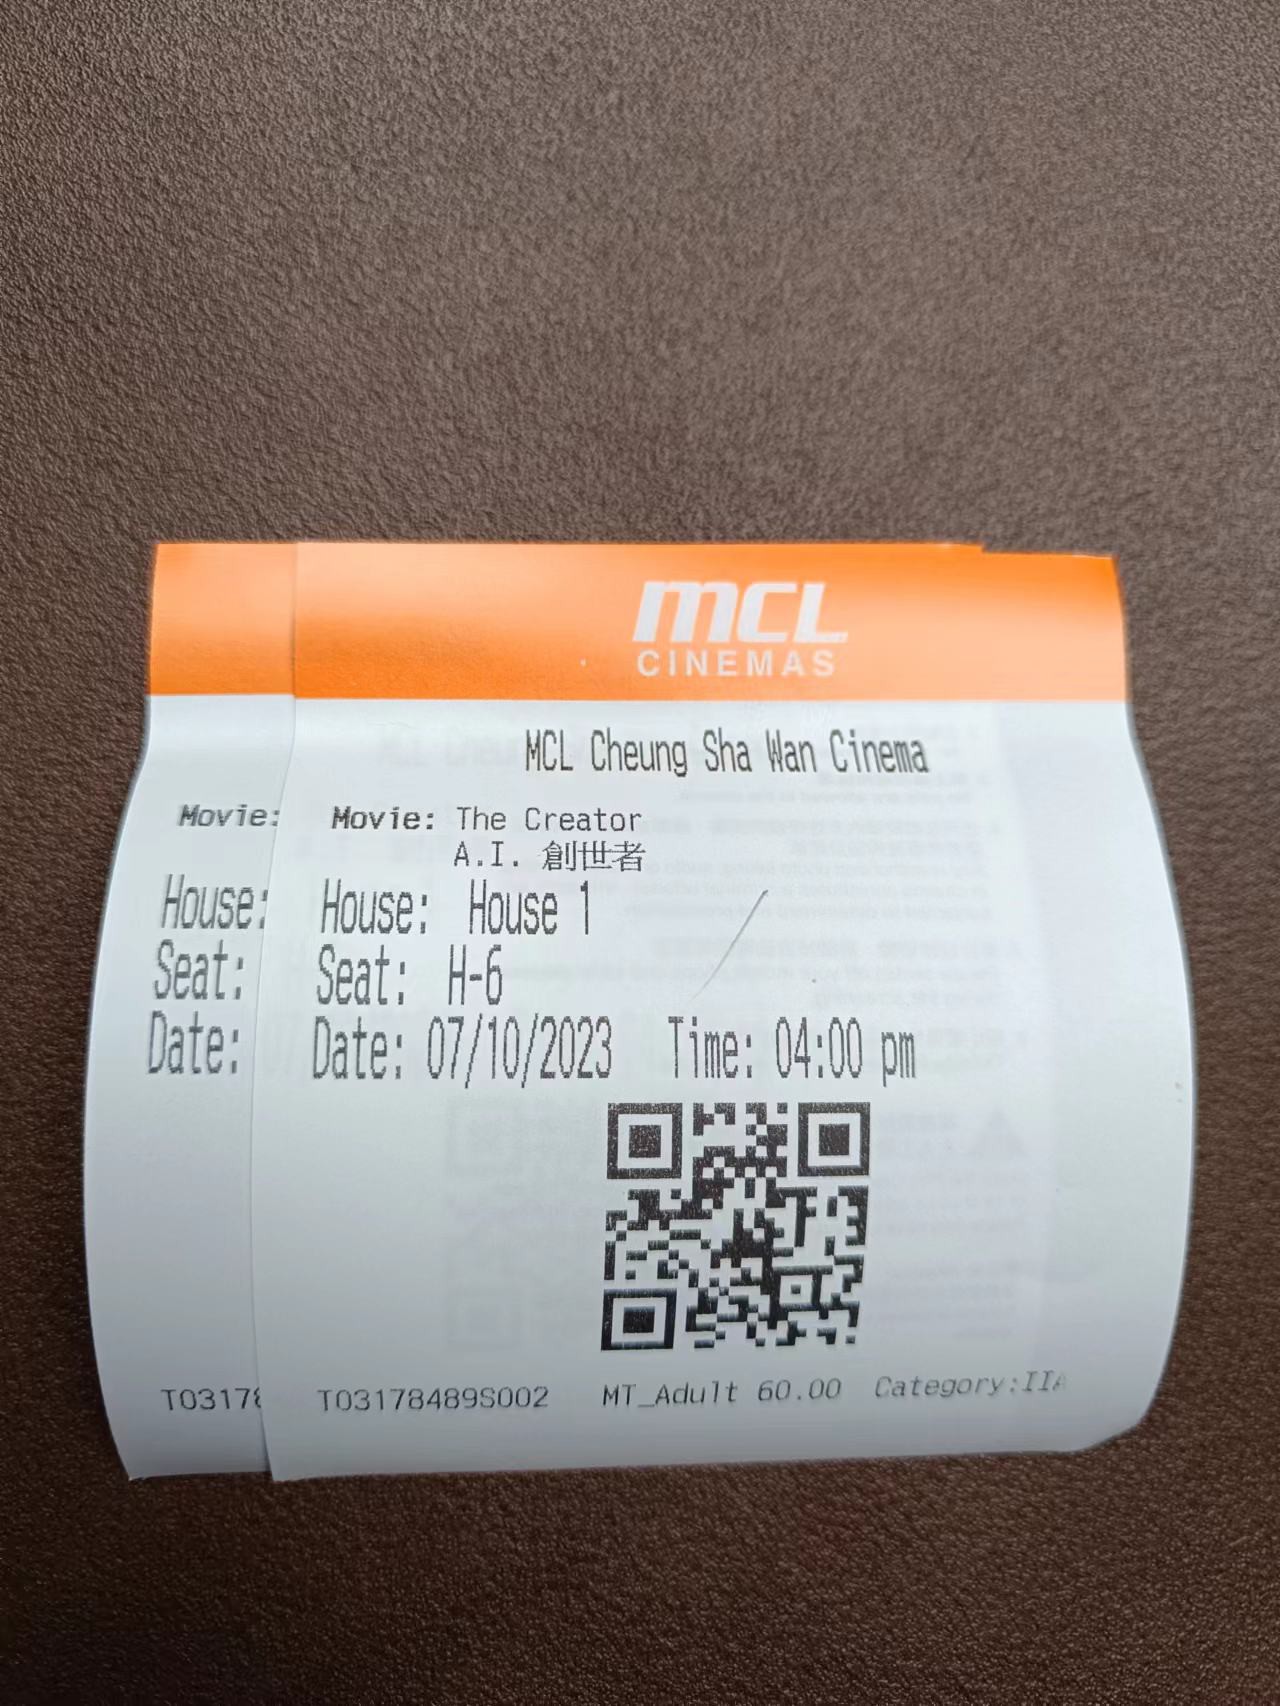 MCL
CINEMAS
MCL Cheung Sha Wan Cinema
Movie:
Movie: The Creator
A.I. 創世者
House:
House: House 1
Seat:
Seat: H-6
Date:
Date: 07/10/2023 Time: 04:00 pm
T03178
T03178489S002 MT_Adult 60.00 Category:IIA